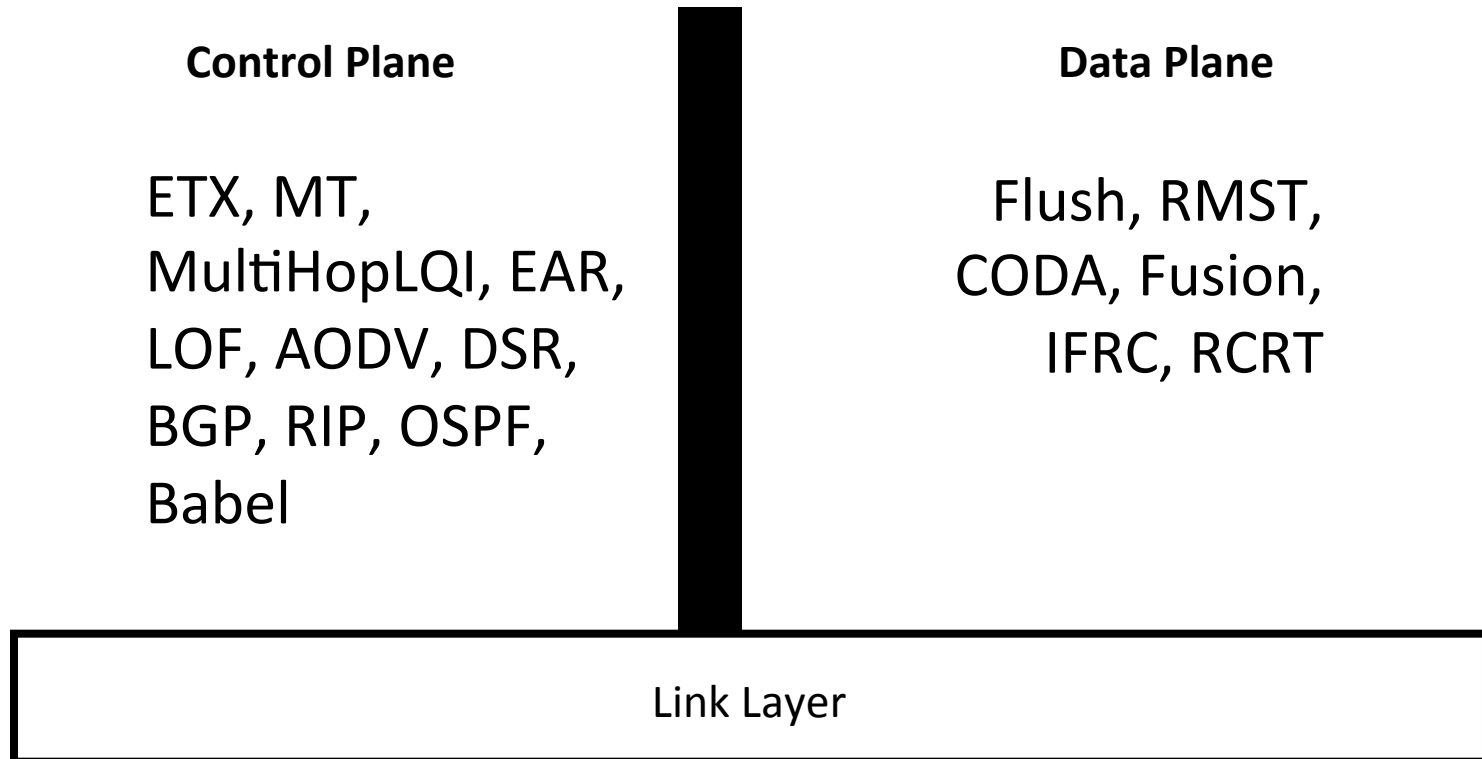 Control Plane
ETX, MT,
MultiHopLQI, EAR,
LOF, AODV, DSR,
BGP, RIP, OSPF,
Babel
Data Plane
Flush, RMST,
CODA, Fusion,
IFRC, RCRT
Link Layer